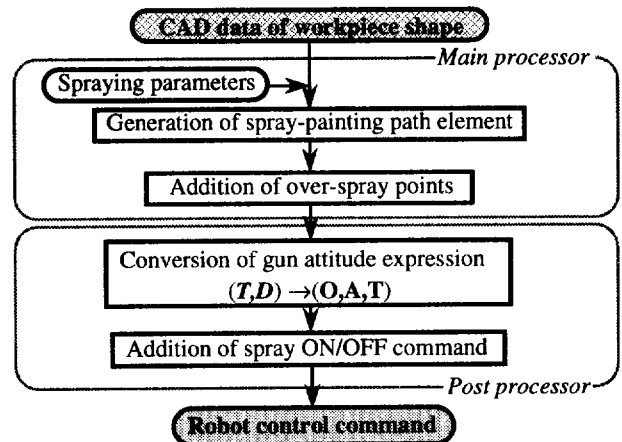 CAD data of workpiece shape
Main processor
Spraying parameters
Generation of spray-painting path element
Addition of over-spray points
Conversion of gun attitude expression
(T,D) →(O,A,T)
Addition of spray ON/OFF command
Post processor
Robot control command